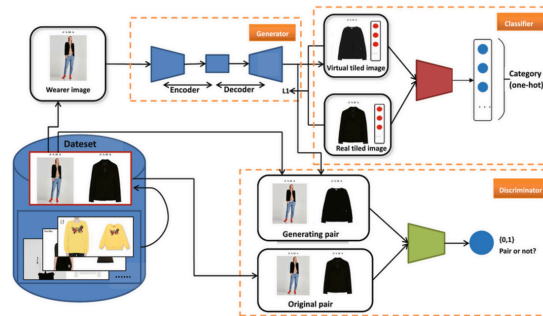 Generator
Classifier
Wearer image
Encoder
Decoder
L1
Virtual tiled image
Real tiled image
Category
(one-hot)
...
Dateset
......
Discriminator
Generating pair
Original pair
{0,1}
Pair or not?